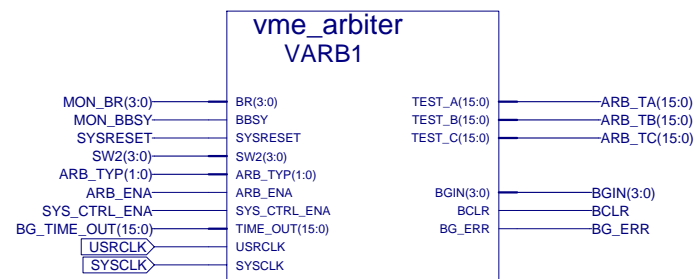 vme_arbiter
VARB1
MON_BR(3:0) BR(3:0) TEST_A(15:0) ARB_TA(15:0)
MON_BBSY BBSY TEST_B(15:0) ARB_TB(15:0)
SYSRESET SYSRESET TEST_C(15:0) ARB_TC(15:0)
SW2(3:0) SW2(3:0)
ARB_TYP(1:0) ARB_TYP(1:0)
ARB_ENA ARB_ENA BGIN(3:0) BGIN(3:0)
SYS_CTRL_ENA SYS_CTRL_ENA BCLR BCLR
BG_TIME_OUT(15:0) TIME_OUT(15:0) BG_ERR BG_ERR
USRCLK USRCLK
SYSCLK SYSCLK